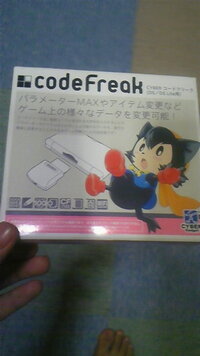 codeFreak
CYBER コードフリーク
(DS/DS Lite用)
パラメーターMAXやアイテム変更など
ゲーム上の様々なデータを変更可能!
CYBER